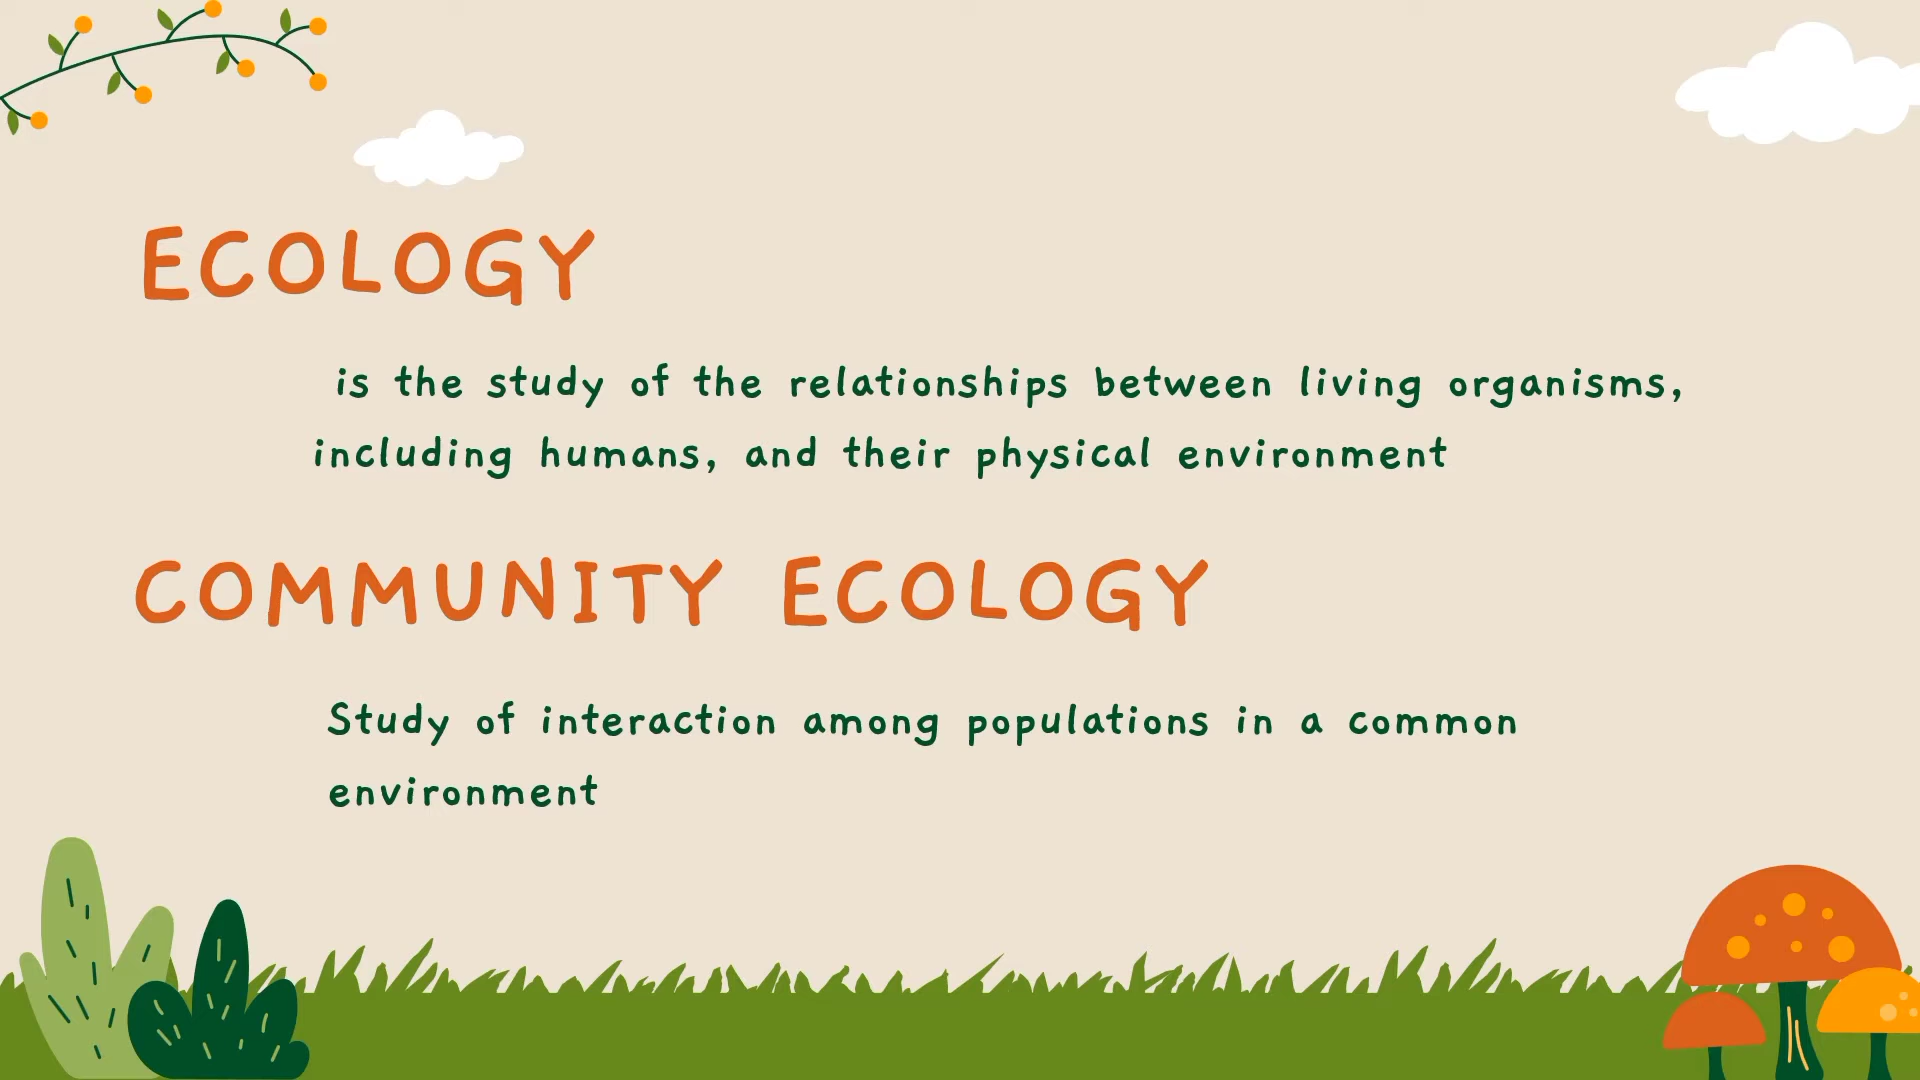 ECOLOGY
is the study of the relationships between living organisms,
including humans, and their physical environment
COMMUNITY ECOLOGY
Study of interaction among populations in a common
environment